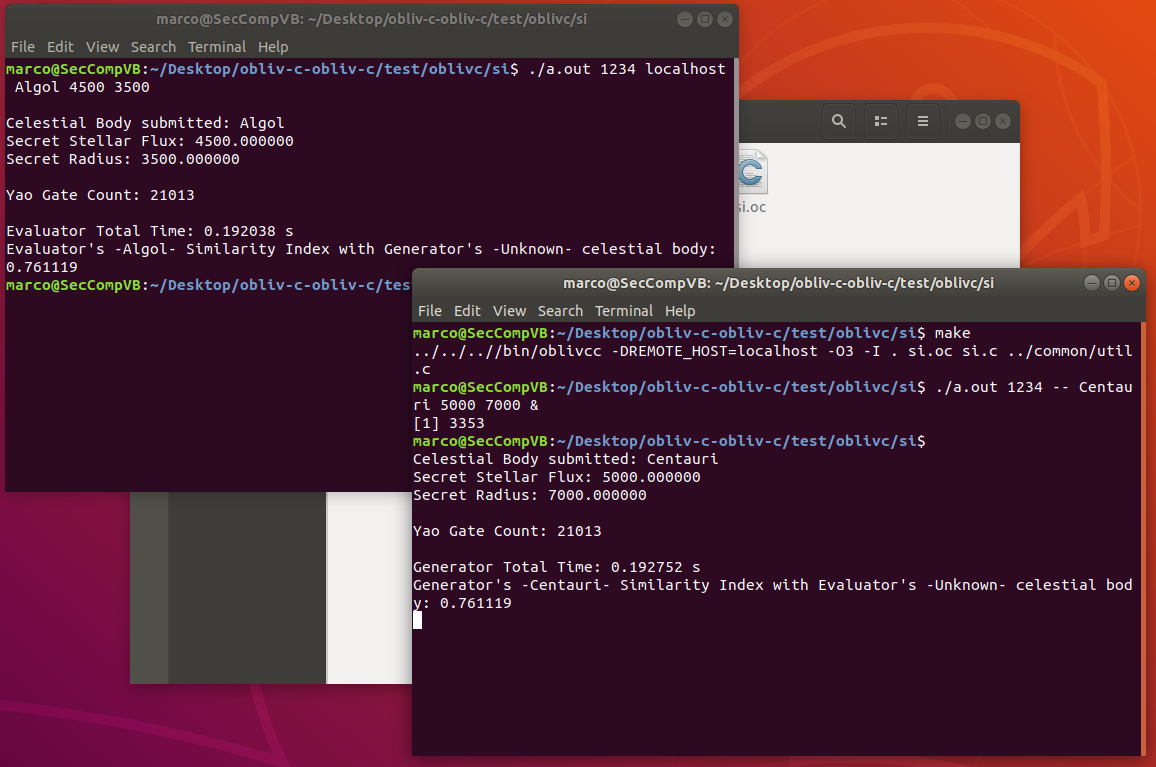 marco@SecCompVB: ~/Desktop/obliv-c-obliv-c/test/oblivc/si
File Edit View Search Terminal Help
marco@SecCompVB:~/Desktop/obliv-c-obliv-c/test/oblivc/si$ ./a.out 1234 localhost
Algol 4500 3500
Celestial Body submitted: Algol
Secret Stellar Flux: 4500.000000
Secret Radius: 3500.000000
Yao Gate Count: 21013
Evaluator Total Time: 0.192038 s
Evaluator's -Algol- Similarity Index with Generator's -Unknown- celestial body:
0.761119
marco@SecCompVB:~/Desktop/obliv-c-obliv-c/tes
si.oc
marco@SecCompVB: ~/Desktop/obliv-c-obliv-c/test/oblivc/si
File Edit View Search Terminal Help
marco@SecCompVB:~/Desktop/obliv-c-obliv-c/test/oblivc/si$ make
../../..//bin/oblivcc -DREMOTE_HOST=localhost -O3 -I . si.oc si.c ../common/util
.c
marco@SecCompVB:~/Desktop/obliv-c-obliv-c/test/oblivc/si$ ./a.out 1234 -- Centau
ri 5000 7000 &
[1] 3353
marco@SecCompVB:~/Desktop/obliv-c-obliv-c/test/oblivc/si$
Celestial Body submitted: Centauri
Secret Stellar Flux: 5000.000000
Secret Radius: 7000.000000
Yao Gate Count: 21013
Generator Total Time: 0.192752 s
Generator's -Centauri- Similarity Index with Evaluator's -Unknown- celestial bod
y: 0.761119